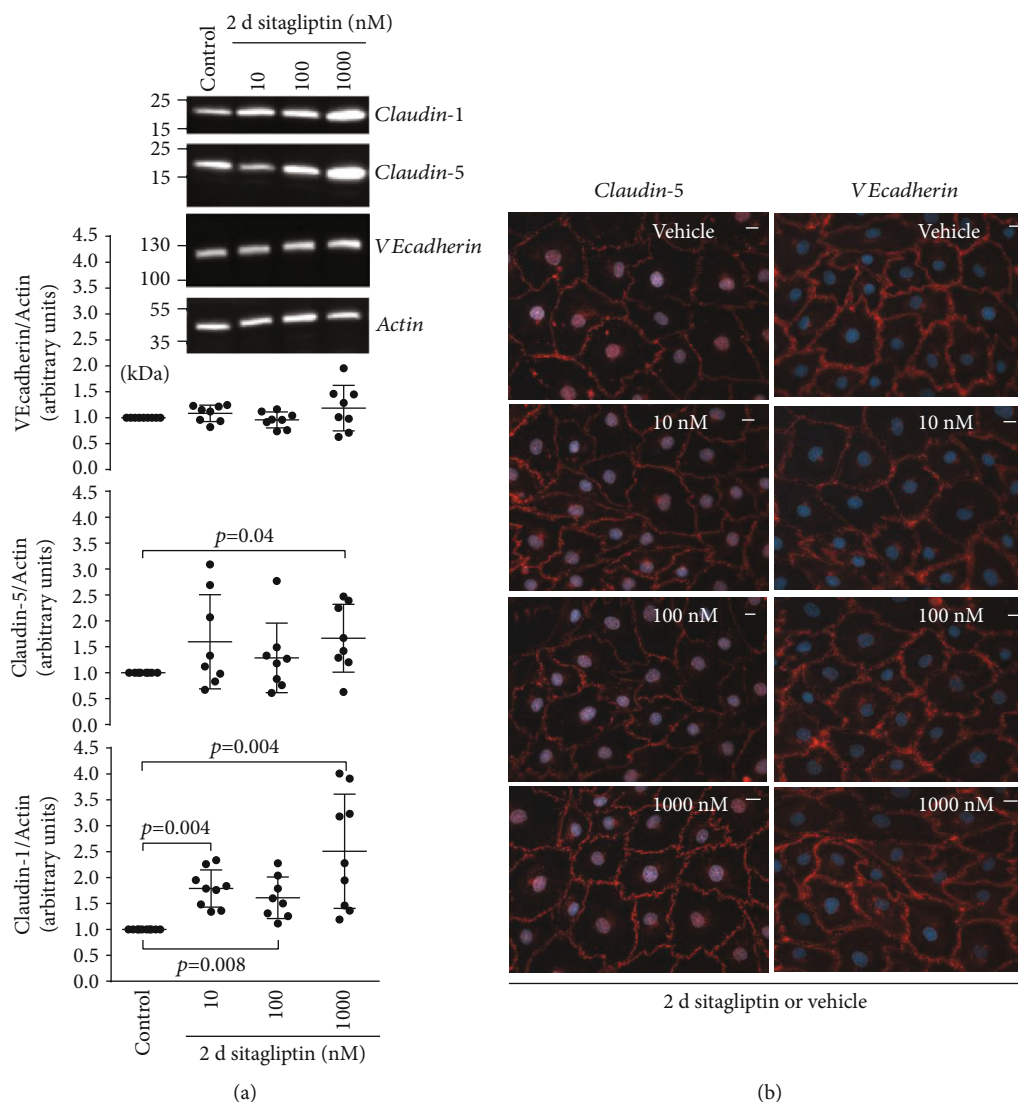 2 d sitagliptin (nM)
Control
10
100
1000
25
15
Claudin-1
25
15
Claudin-5
130
100
VEcadherin
55
35
Actin
(kDa)
VEcadherin/Actin
(arbitrary units)
4.5
4.0
3.5
3.0
2.5
2.0
1.5
1.0
0.5
0.0
Claudin-5/Actin
(arbitrary units)
4.5
4.0
3.5
3.0
2.5
2.0
1.5
1.0
0.5
0.0
p=0.04
Claudin-1/Actin
(arbitrary units)
4.5
4.0
3.5
3.0
2.5
2.0
1.5
1.0
0.5
0.0
p=0.004
p=0.004
p=0.008
Control
10
100
1000
2 d sitagliptin (nM)
(a)
Claudin-5
VEcadherin
Vehicle
Vehicle
10 nM
10 nM
100 nM
100 nM
1000 nM
1000 nM
2 d sitagliptin or vehicle
(b)